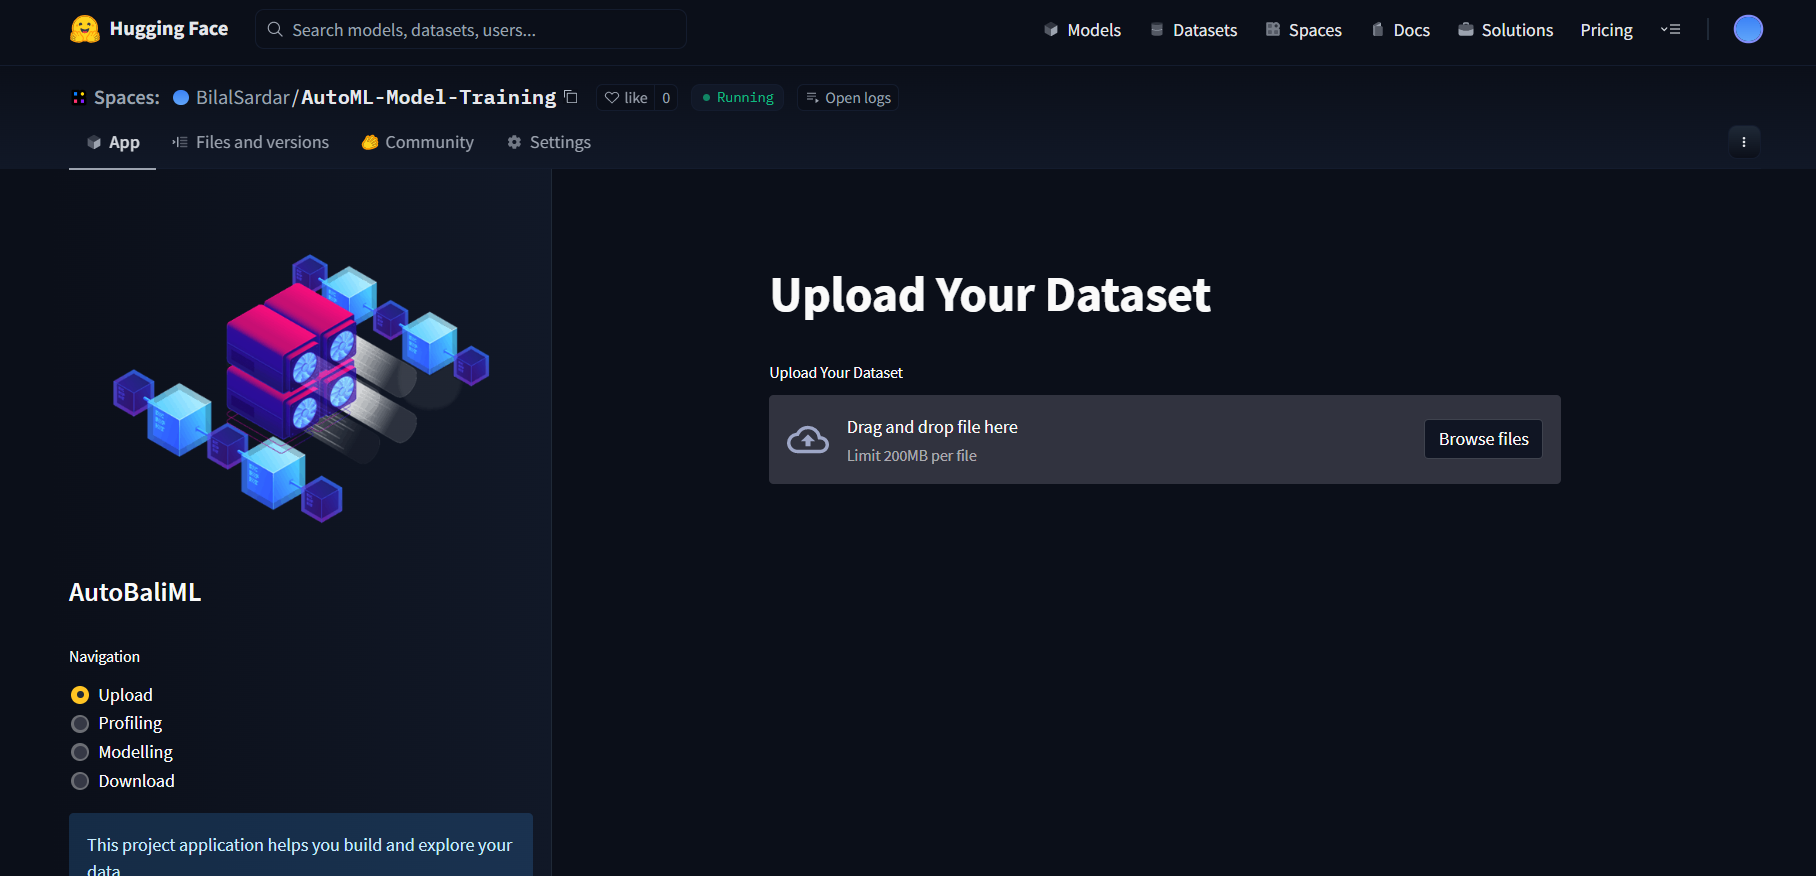 Hugging Face
Search models, datasets, users...
Models
Datasets
Spaces
Docs
Solutions
Pricing
Spaces:
BilalSardar/AutoML-Model-Training
like
0
Running
Open logs
App
Files and versions
Community
Settings
AutoBaliML
Navigation
Upload
Profiling
Modelling
Download
This project application helps you build and explore your
data.
Upload Your Dataset
Upload Your Dataset
Drag and drop file here
Limit 200MB per file
Browse files